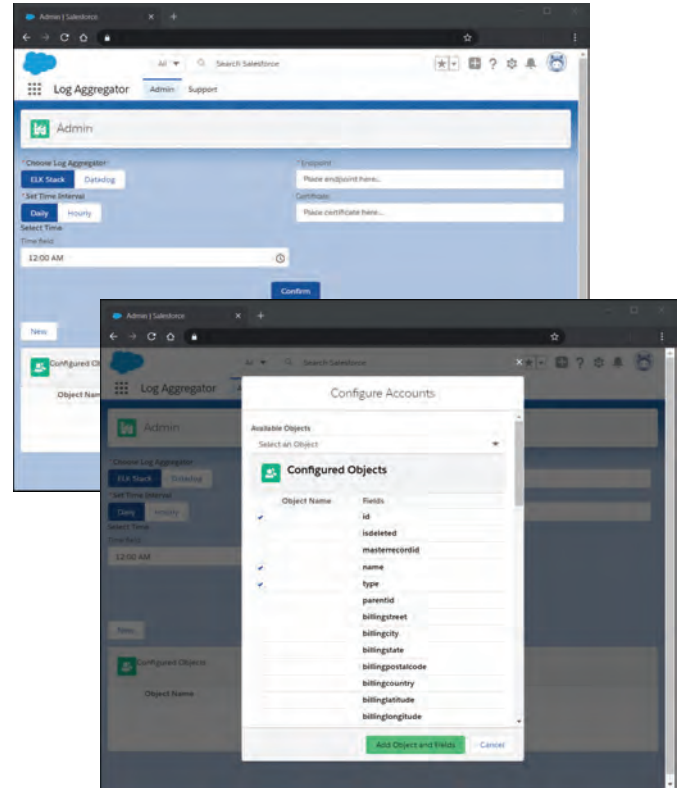 Admin | Salesforce
All
Search Salesforce
Log Aggregator
Admin
Support
Admin
* Choose Log Aggregator
ELK Stack
Datadog
* Endpoint
Place endpoint here...
* Set Time Interval
Daily
Hourly
Certificate
Place certificate here...
Select Time
Time field
12:00 AM
Confirm
New
Configured Ob
Object Nam
Admin | Salesforce
All
Search Salesforce
Log Aggregator
A
Admin
* Choose Log Aggregator
ELK Stack
Datadog
* Set Time Interval
Daily
Hourly
Select Time
Time field
12:00 AM
New
Configured Objects
Object Name
Configure Accounts
Available Objects
Select an Object
Configured Objects
Object Name
Fields
id
isdeleted
masterrecordid
name
type
parentid
billingstreet
billingcity
billingstate
billingpostalcode
billingcountry
billinglatitude
billinglongitude
Add Object and Fields
Cancel